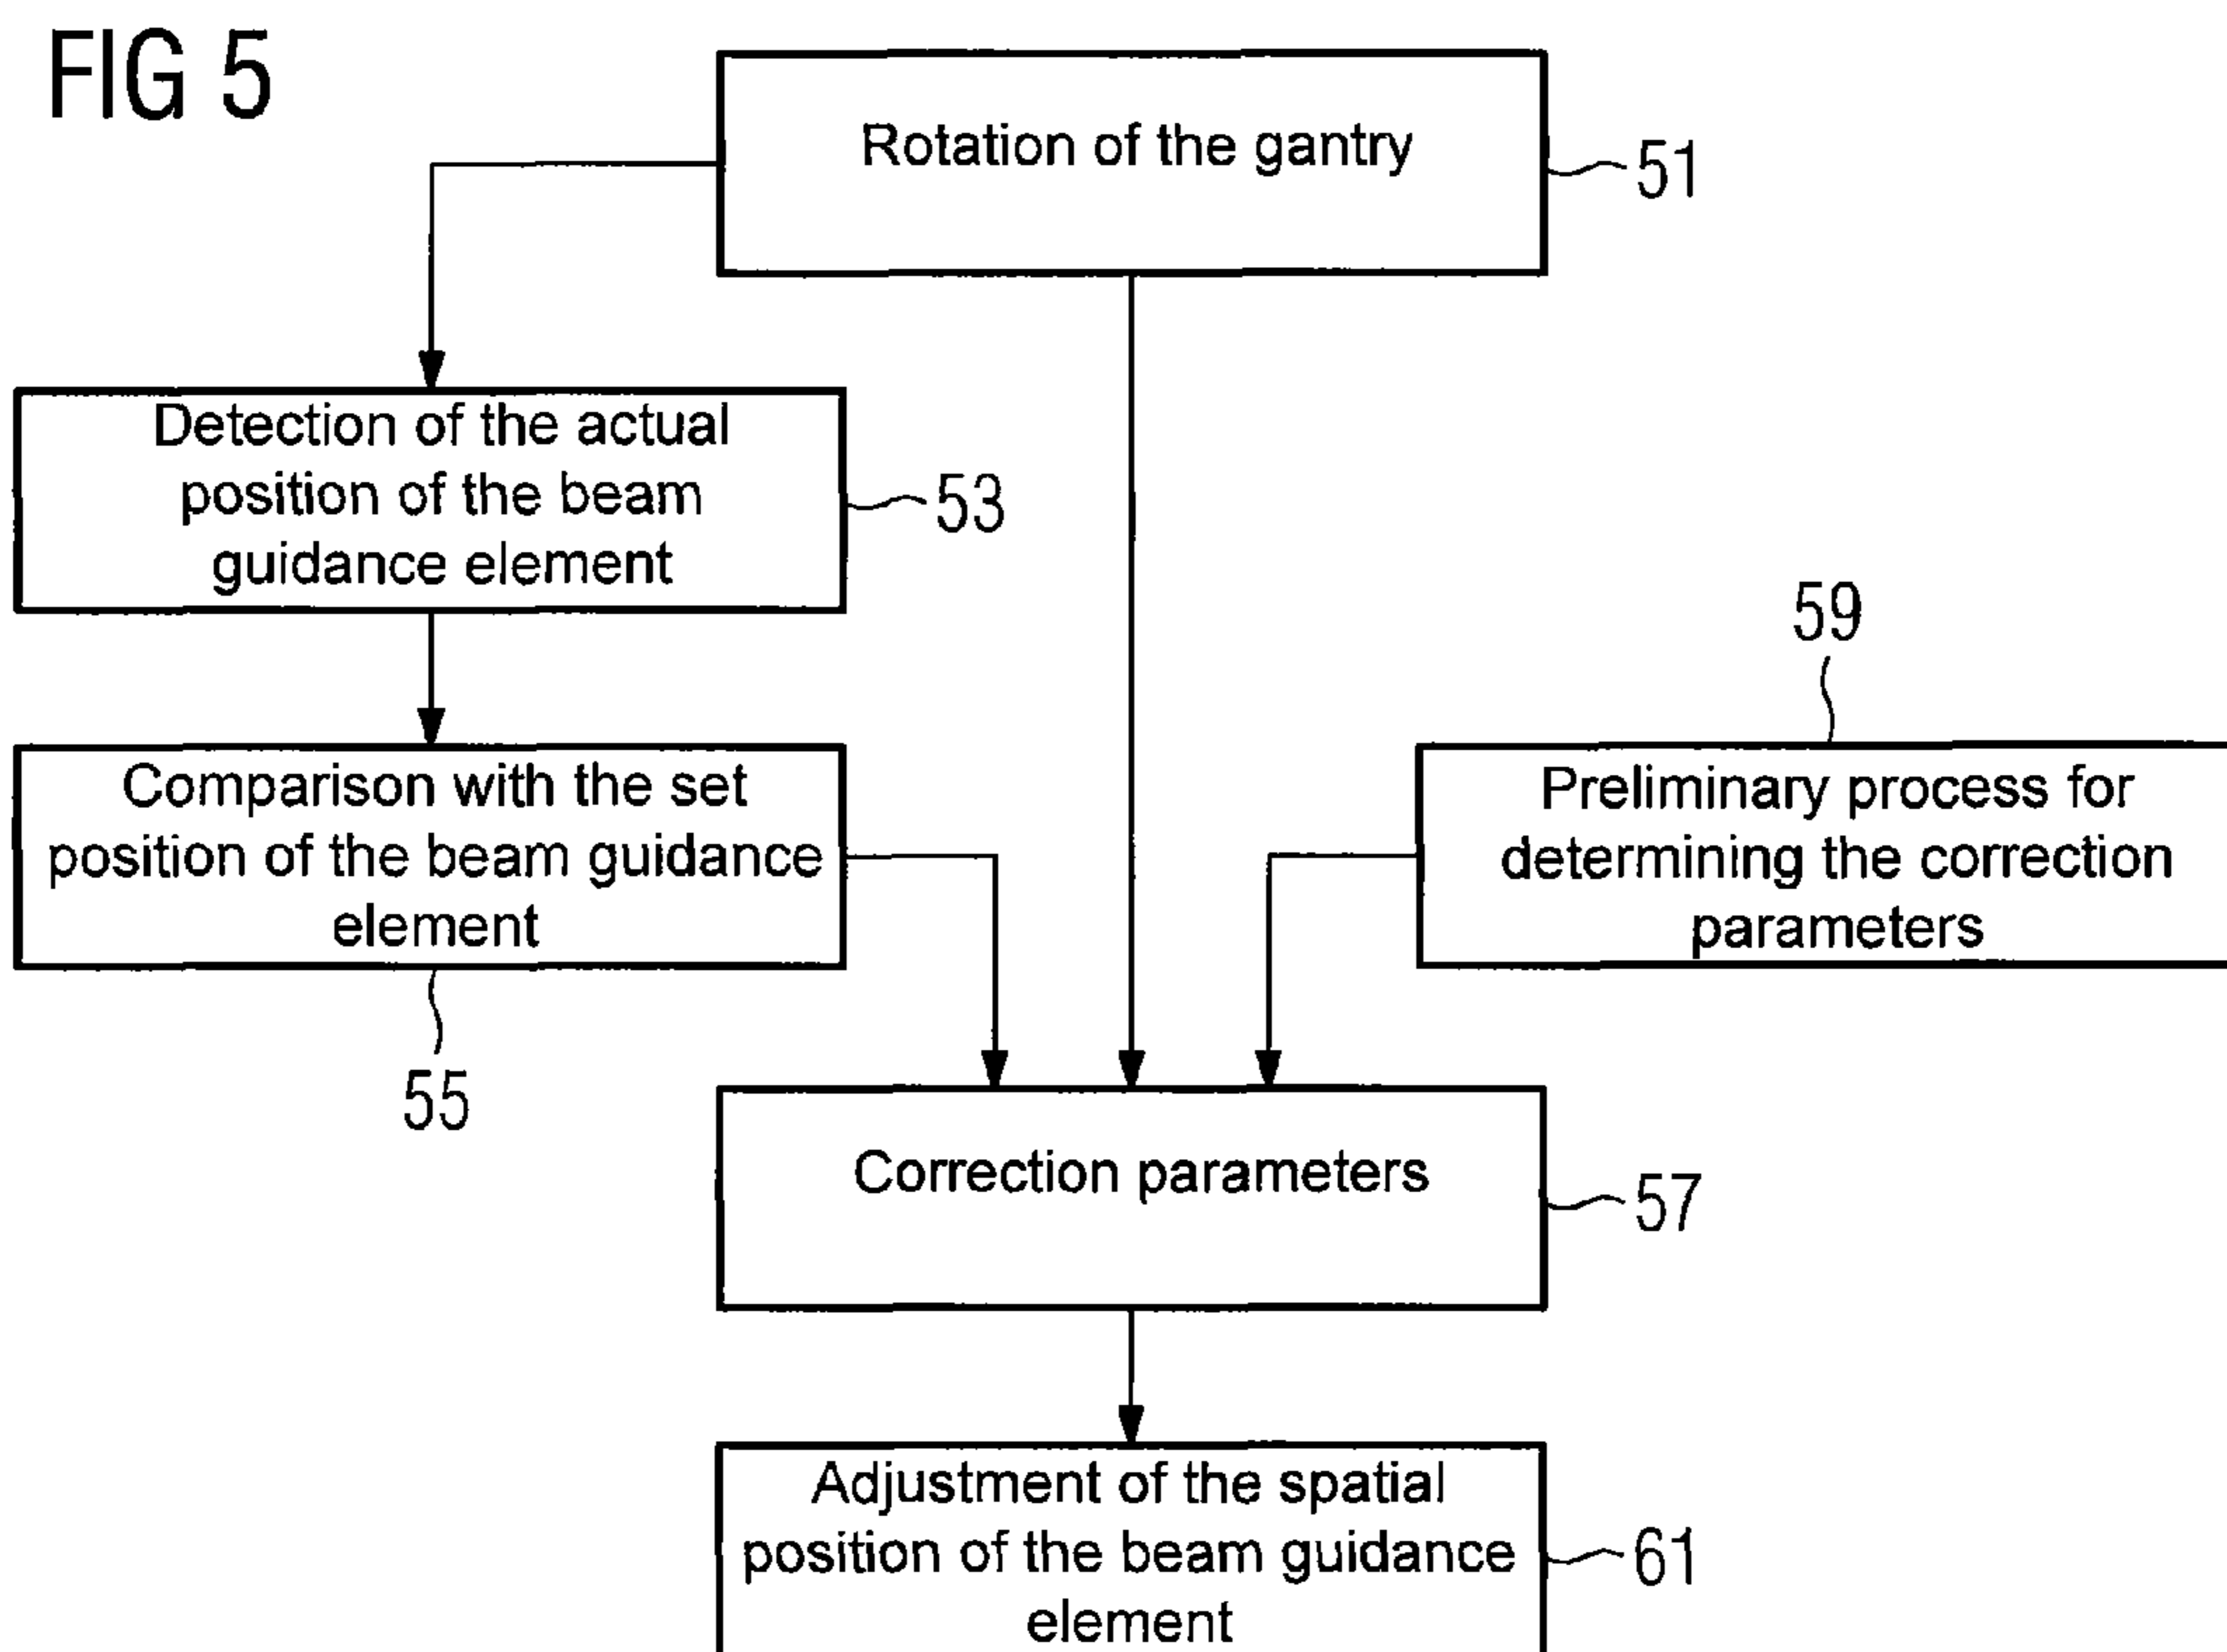 FIG 5
Rotation of the gantry
51
Detection of the actual
position of the beam
guidance element
53
59
Comparison with the set
position of the beam guidance
element
55
Preliminary process for
determining the correction
parameters
Correction parameters
57
Adjustment of the spatial
position of the beam guidance
element
61